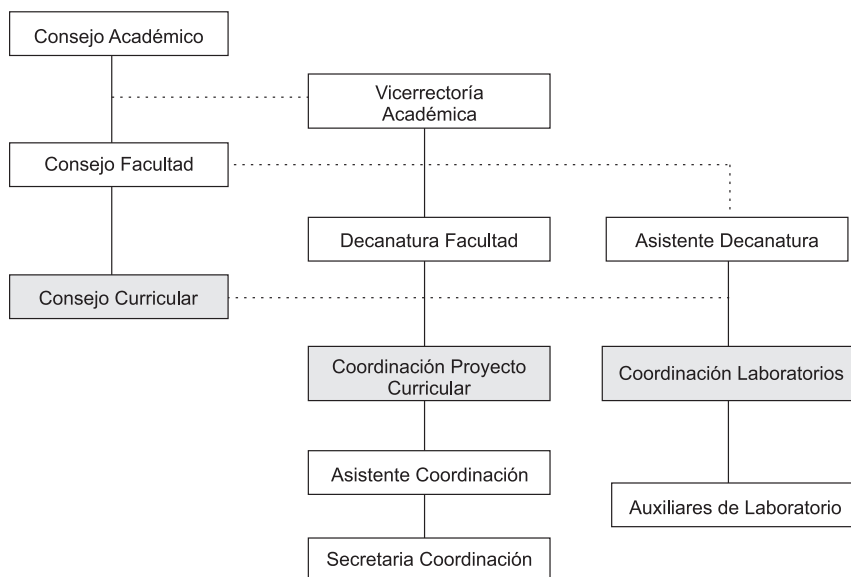 Consejo Académico
Vicerrectoría
Académica
Consejo Facultad
Decanatura Facultad
Asistente Decanatura
Consejo Curricular
Coordinación Proyecto
Curricular
Coordinación Laboratorios
Asistente Coordinación
Auxiliares de Laboratorio
Secretaria Coordinación